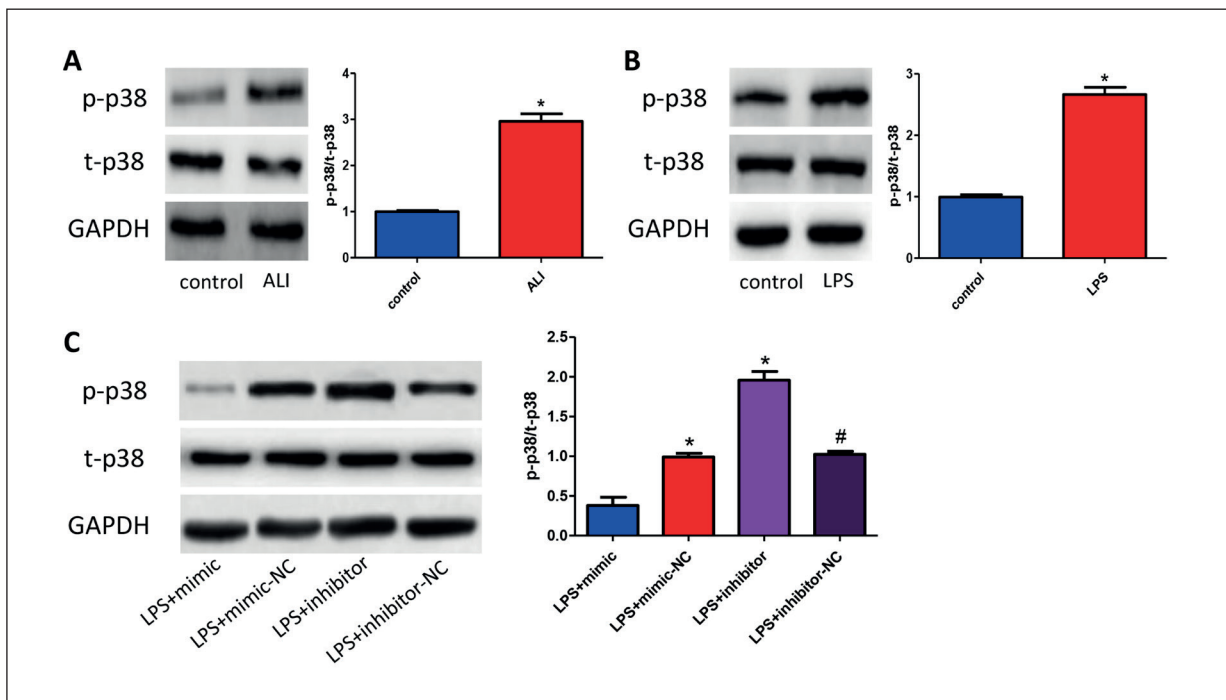 A
p-p38
t-p38
GAPDH
control ALI
p-p38/t-p38
4
3
2
1
0
*
control
ALI
B
p-p38
t-p38
GAPDH
control LPS
p-p38/t-p38
3
2
1
0
*
control
LPS
C
p-p38
t-p38
GAPDH
LPS+mimic
LPS+mimic-NC
LPS+inhibitor
LPS+inhibitor-NC
p-p38/t-p38
2.5
2.0
1.5
1.0
0.5
0.0
*
*
#
LPS+mimic
LPS+mimic-NC
LPS+inhibitor
LPS+inhibitor-NC